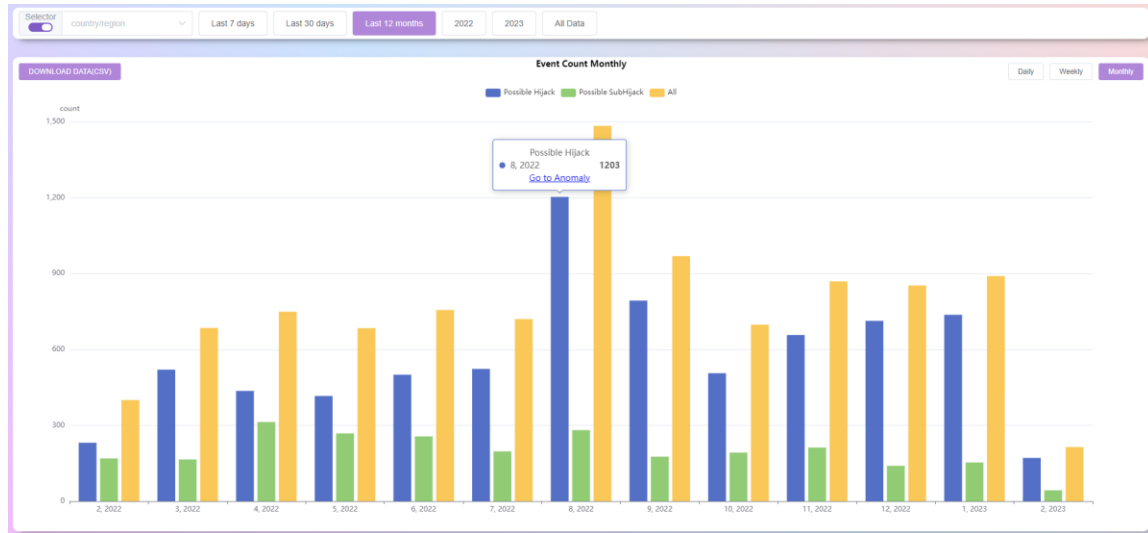 Selector
country/region
Last 7 days
Last 30 days
Last 12 months
2022
2023
All Data
DOWNLOAD DATA(CSV)
Event Count Monthly
Daily
Weekly
Monthly
Possible Hijack
Possible SubHijack
All
count
1,500
Possible Hijack
8, 2022 1203
Go to Anomaly
1,200
900
600
300
0
2, 2022
3, 2022
4, 2022
5, 2022
6, 2022
7, 2022
8, 2022
9, 2022
10, 2022
11, 2022
12, 2022
1, 2023
2, 2023